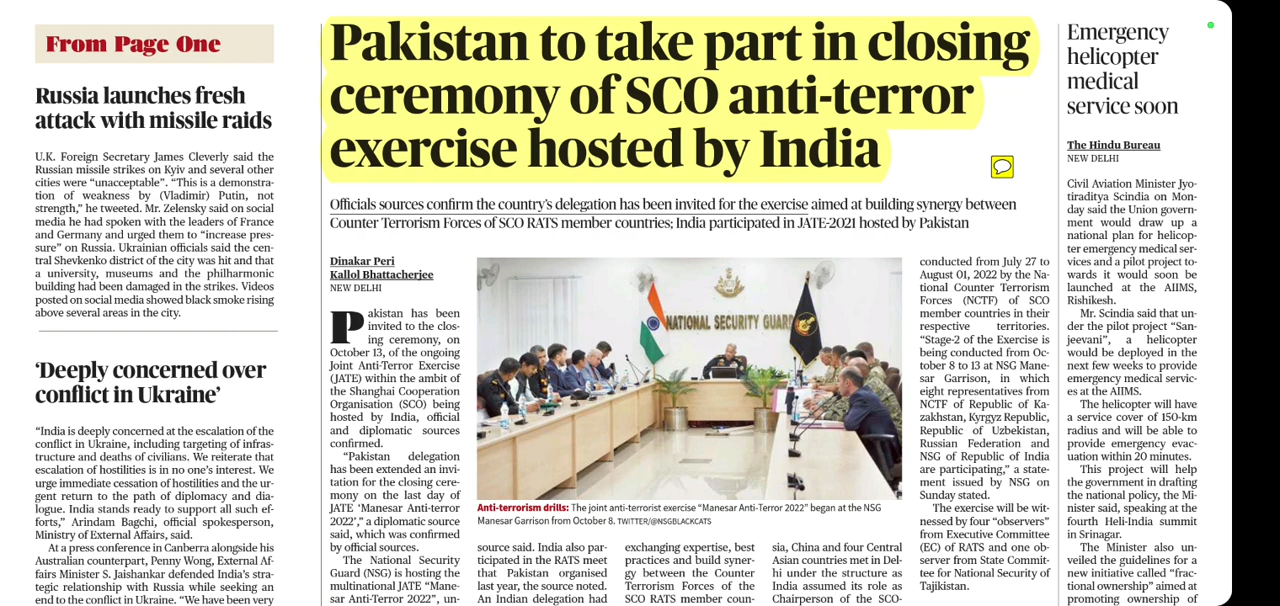 From Page One
Russia launches fresh
attack with missile raids
U.K. Foreign Secretary James Cleverly said the
Russian missile strikes on Kyiv and several other
cities were “unacceptable”. “This is a demonstra-
tion of weakness by (Vladimir) Putin, not
strength,” he tweeted. Mr. Zelensky said on social
media he had spoken with the leaders of France
and Germany and urged them to “increase pres-
sure” on Russia. Ukrainian officials said the cen-
tral Shevkenko district of the city was hit and that
a university, museums and the philharmonic
building had been damaged in the strikes. Videos
posted on social media showed black smoke rising
above several areas in the city.
‘Deeply concerned over
conflict in Ukraine’
“India is deeply concerned at the escalation of the
conflict in Ukraine, including targeting of infras-
tructure and deaths of civilians. We reiterate that
escalation of hostilities is in no one’s interest. We
urge immediate cessation of hostilities and the ur-
gent return to the path of diplomacy and dia-
logue. India stands ready to support all such ef-
forts,” Arindam Bagchi, official spokesperson,
Ministry of External Affairs, said.
At a press conference in Canberra alongside his
Australian counterpart, Penny Wong, External Af-
fairs Minister S. Jaishankar defended India’s stra-
tegic relationship with Russia while seeking an
end to the conflict in Ukraine. “We have been very
Pakistan to take part in closing
ceremony of SCO anti-terror
exercise hosted by India
Officials sources confirm the country’s delegation has been invited for the exercise aimed at building synergy between
Counter Terrorism Forces of SCO RATS member countries; India participated in JATE-2021 hosted by Pakistan
Dinakar Peri
Kallol Bhattacherjee
NEW DELHI
Pakistan has been
invited to the clos-
ing ceremony, on
October 13, of the ongoing
Joint Anti-Terror Exercise
(JATE) within the ambit of
the Shanghai Cooperation
Organisation (SCO) being
hosted by India, official
and diplomatic sources
confirmed.
“Pakistan delegation
has been extended an invi-
tation for the closing cere-
mony on the last day of
JATE ‘Manesar Anti-terror
2022’,” a diplomatic source
said, which was confirmed
by official sources.
The National Security
Guard (NSG) is hosting the
multinational JATE “Mane-
sar Anti-Terror 2022”, un-
NATIONAL SECURITY GUARD
Anti-terrorism drills: The joint anti-terrorist exercise “Manesar Anti-Terror 2022” began at the NSG
Manesar Garrison from October 8. TWITTER/@NSGBLACKCATS
source said. India also par-
ticipated in the RATS meet
that Pakistan organised
last year, the source noted.
An Indian delegation had
exchanging expertise, best
practices and build syner-
gy between the Counter
Terrorism Forces of the
SCO RATS member coun-
sia, China and four Central
Asian countries met in Del-
hi under the structure as
India assumed its role as
Chairperson of the SCO-
conducted from July 27 to
August 01, 2022 by the Na-
tional Counter Terrorism
Forces (NCTF) of SCO
member countries in their
respective territories.
“Stage-2 of the Exercise is
being conducted from Oc-
tober 8 to 13 at NSG Mane-
sar Garrison, in which
eight representatives from
NCTF of Republic of Ka-
zakhstan, Kyrgyz Republic,
Republic of Uzbekistan,
Russian Federation and
NSG of Republic of India
are participating,” a state-
ment issued by NSG on
Sunday stated.
The exercise will be wit-
nessed by four “observers”
from Executive Committee
(EC) of RATS and one ob-
server from State Commit-
tee for National Security of
Tajikistan.
Emergency
helicopter
medical
service soon
The Hindu Bureau
NEW DELHI
Civil Aviation Minister Jyo-
tiraditya Scindia on Mon-
day said the Union govern-
ment would draw up a
national plan for helicop-
ter emergency medical ser-
vices and a pilot project to-
wards it would soon be
launched at the AIIMS,
Rishikesh.
Mr. Scindia said that un-
der the pilot project “San-
jeevani”, a helicopter
would be deployed in the
next few weeks to provide
emergency medical servic-
es at the AIIMS.
The helicopter will have
a service cover of 150-km
radius and will be able to
provide emergency evac-
uation within 20 minutes.
This project will help
the government in drafting
the national policy, the Mi-
nister said, speaking at the
fourth Heli-India summit
in Srinagar.
The Minister also un-
veiled the guidelines for a
new initiative called “frac-
tional ownership” aimed at
promoting ownership of